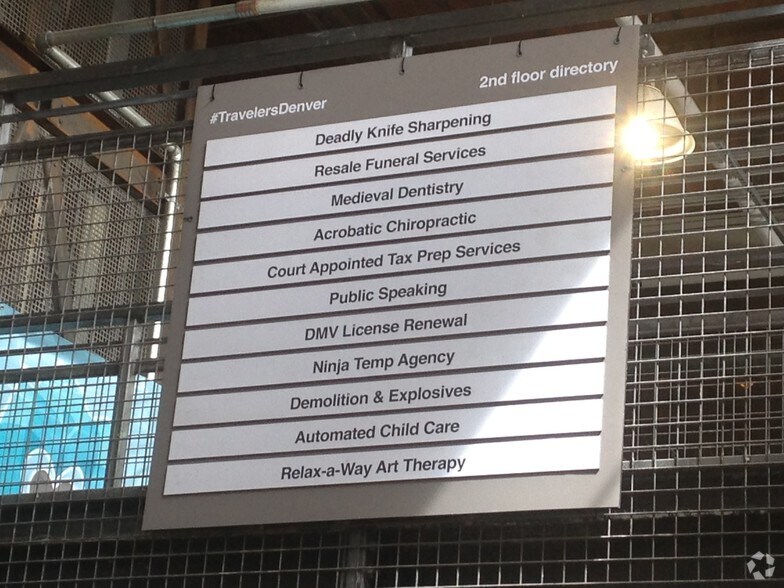 #TravelersDenver
2nd floor directory
Deadly Knife Sharpening
Resale Funeral Services
Medieval Dentistry
Acrobatic Chiropractic
Court Appointed Tax Prep Services
Public Speaking
DMV License Renewal
Ninja Temp Agency
Demolition & Explosives
Automated Child Care
Relax-a-Way Art Therapy